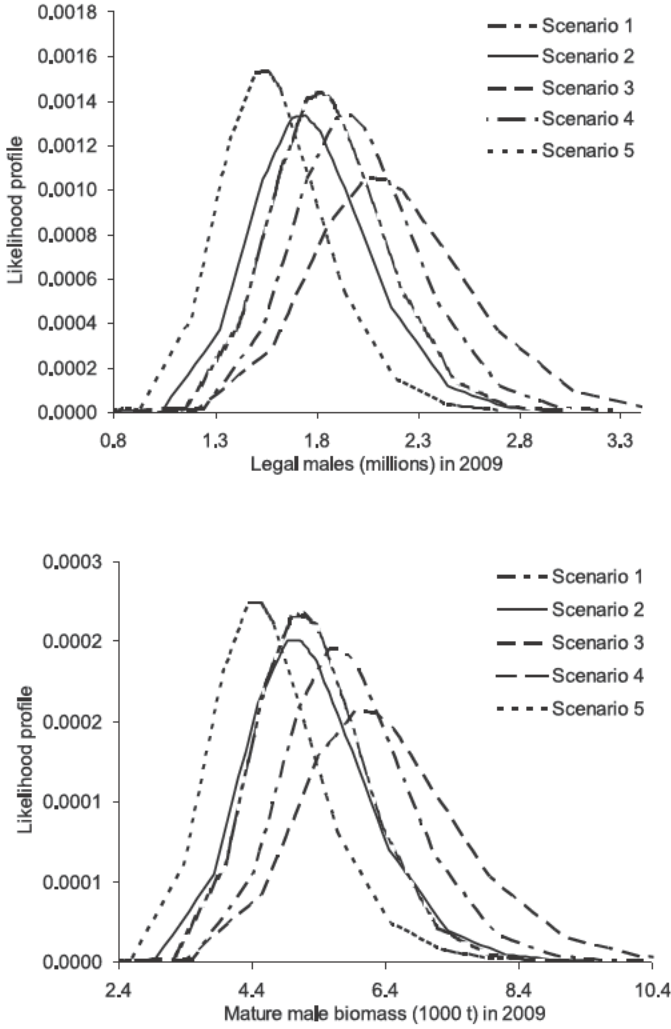 0.0018
0.0016
0.0014
0.0012
0.0010
0.0008
0.0006
0.0004
0.0002
0.0000
Likelihood profile
Scenario 1
Scenario 2
Scenario 3
Scenario 4
Scenario 5
0.8 1.3 1.8 2.3 2.8 3.3
Legal males (millions) in 2009
0.0003
0.0002
0.0002
0.0001
0.0001
0.0000
Likelihood profile
Scenario 1
Scenario 2
Scenario 3
Scenario 4
Scenario 5
2.4 4.4 6.4 8.4 10.4
Mature male biomass (1000 t) in 2009